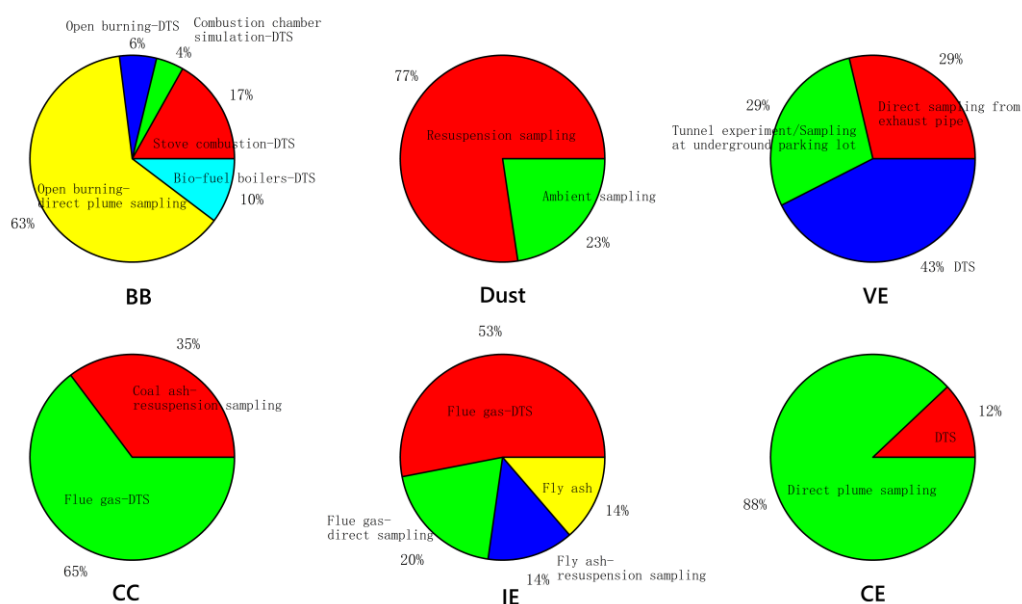 Open burning-DTS
6%
Combustion chamber
simulation-DTS
4%
17%
Stove combustion-DTS
Bio-fuel boilers-DTS
10%
Open burning-
direct plume sampling
63%
BB
77%
Resuspension sampling
Ambient sampling
23%
Dust
29%
Direct sampling from
exhaust pipe
29%
Tunnel experiment/Sampling
at underground parking lot
43% DTS
VE
35%
Coal ash-
resuspension sampling
Flue gas-DTS
65%
CC
53%
Flue gas-DTS
Fly ash
14%
Flue gas-
direct sampling
20%
Fly ash-
resuspension sampling
14%
IE
12%
DTS
Direct plume sampling
88%
CE